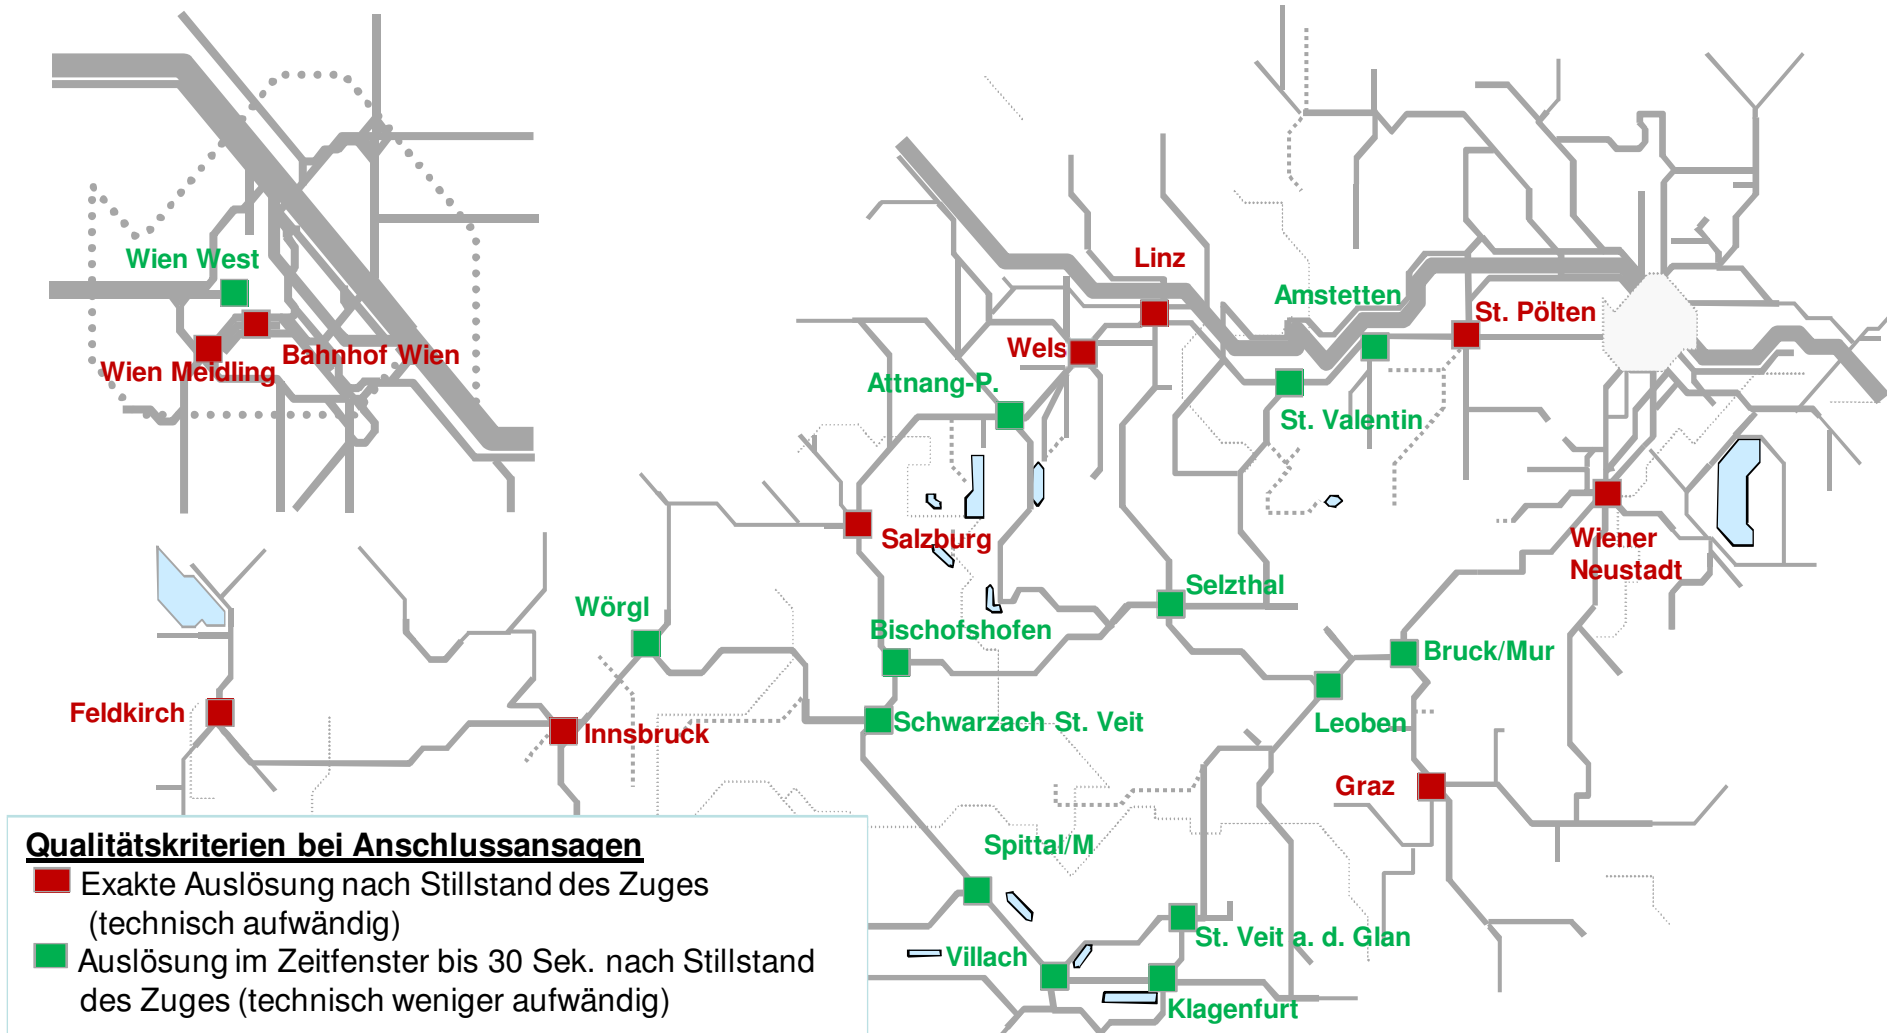 Wien West
Bahnhof Wien
Wien Meidling
Linz
Amstetten
St. Pölten
Wels
Attnang-P.
St. Valentin
Salzburg
Wiener
Neustadt
Selzthal
Wörgl
Bischofshofen
Bruck/Mur
Feldkirch
Innsbruck
Schwarzach St. Veit
Leoben
Graz
Spittal/M
St. Veit a. d. Glan
Villach
Klagenfurt
Qualitätskriterien bei Anschlussansagen
Exakte Auslösung nach Stillstand des Zuges
(technisch aufwändig)
Auslösung im Zeitfenster bis 30 Sek. nach Stillstand
des Zuges (technisch weniger aufwändig)